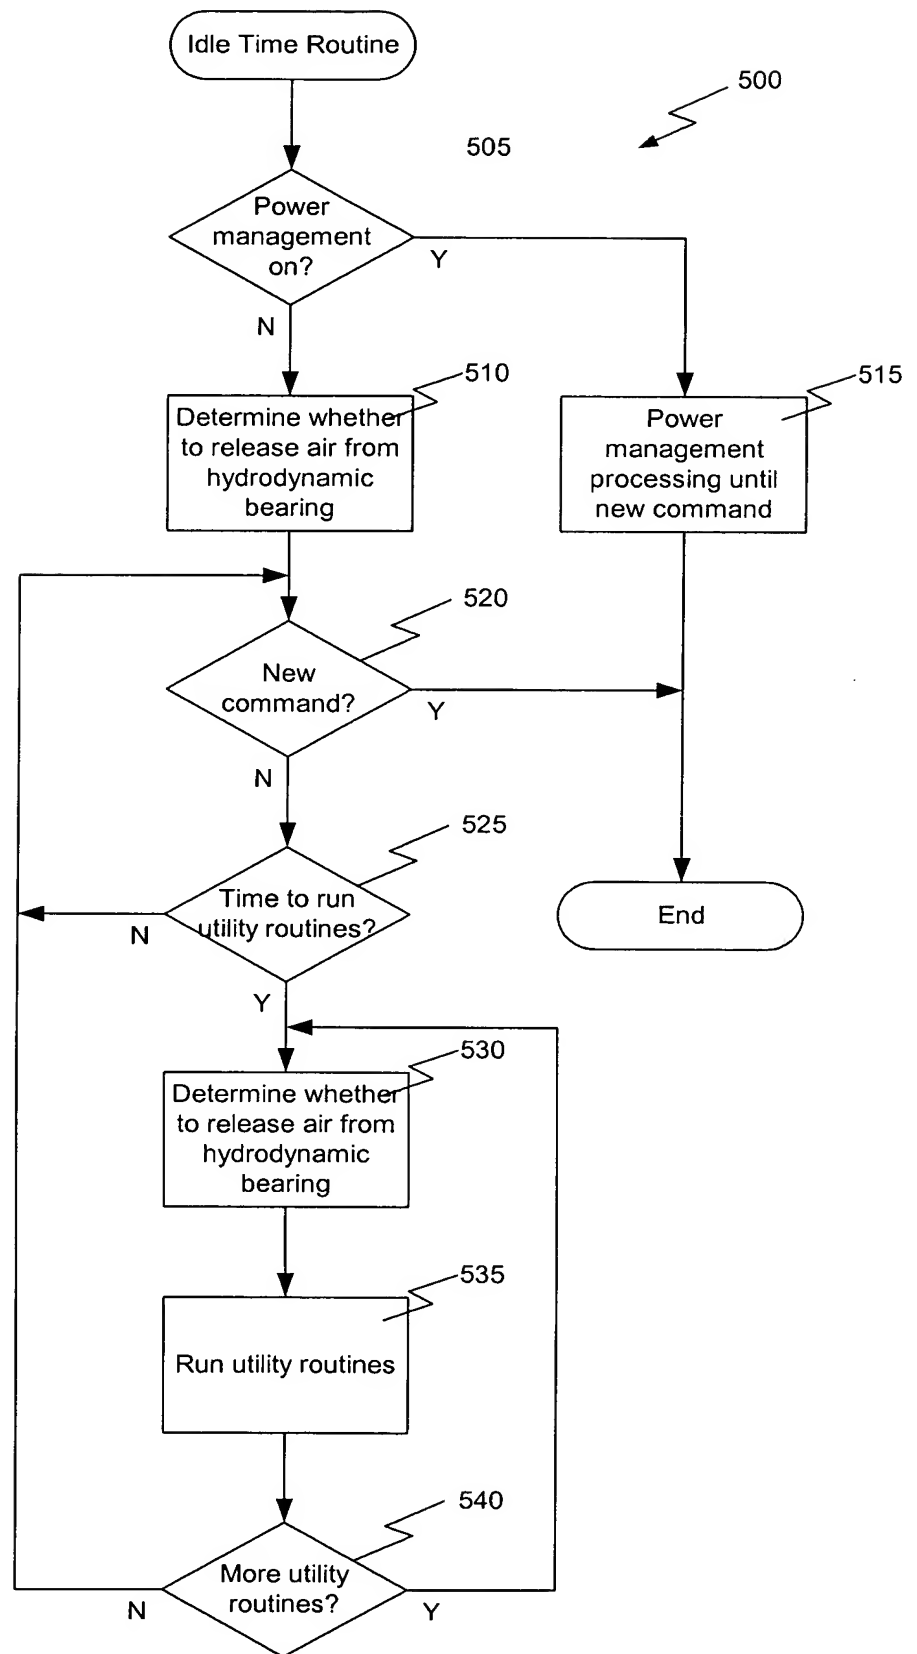 Idle Time Routine
500
505
Power
management
on?
Y
N
510
515
Determine whether
to release air from
hydrodynamic
bearing
Power
management
processing until
new command
520
New
command?
Y
N
525
Time to run
utility routines?
N
End
Y
530
Determine whether
to release air from
hydrodynamic
bearing
535
Run utility routines
540
More utility
routines?
N
Y